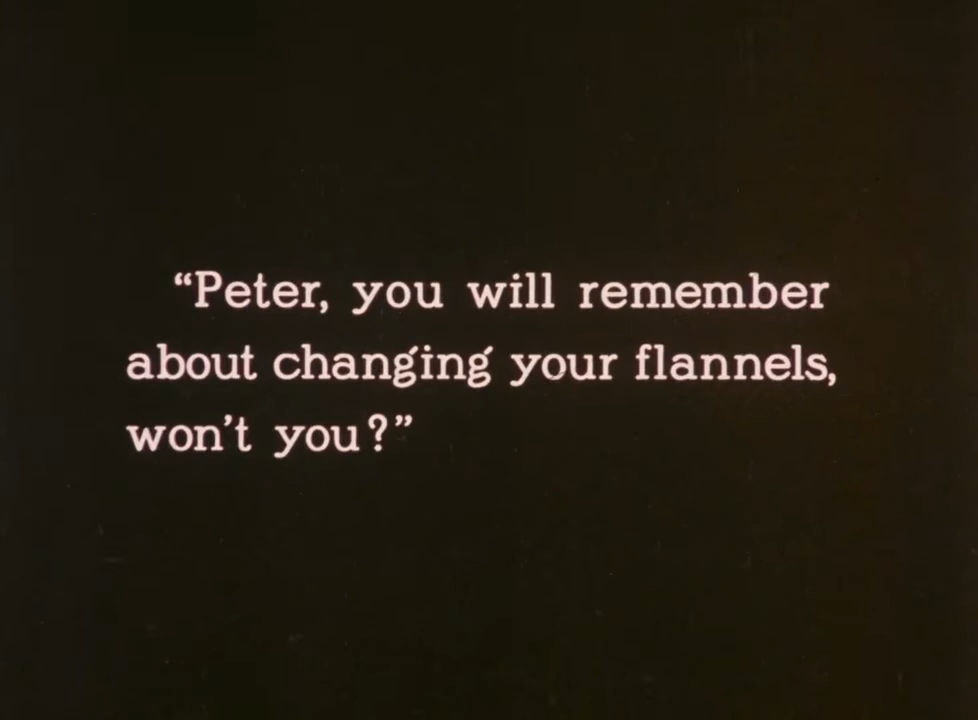 “Peter, you will remember
about changing your flannels,
won’t you?”